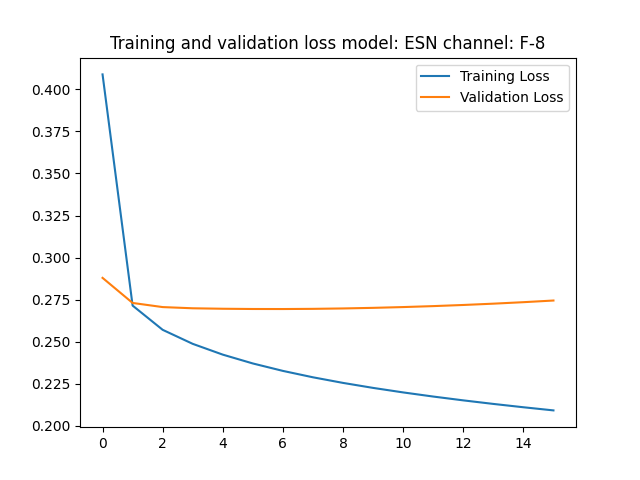 Training and validation loss model: ESN channel: F-8
Training Loss
Validation Loss
0.400
0.375
0.350
0.325
0.300
0.275
0.250
0.225
0.200
0 2 4 6 8 10 12 14